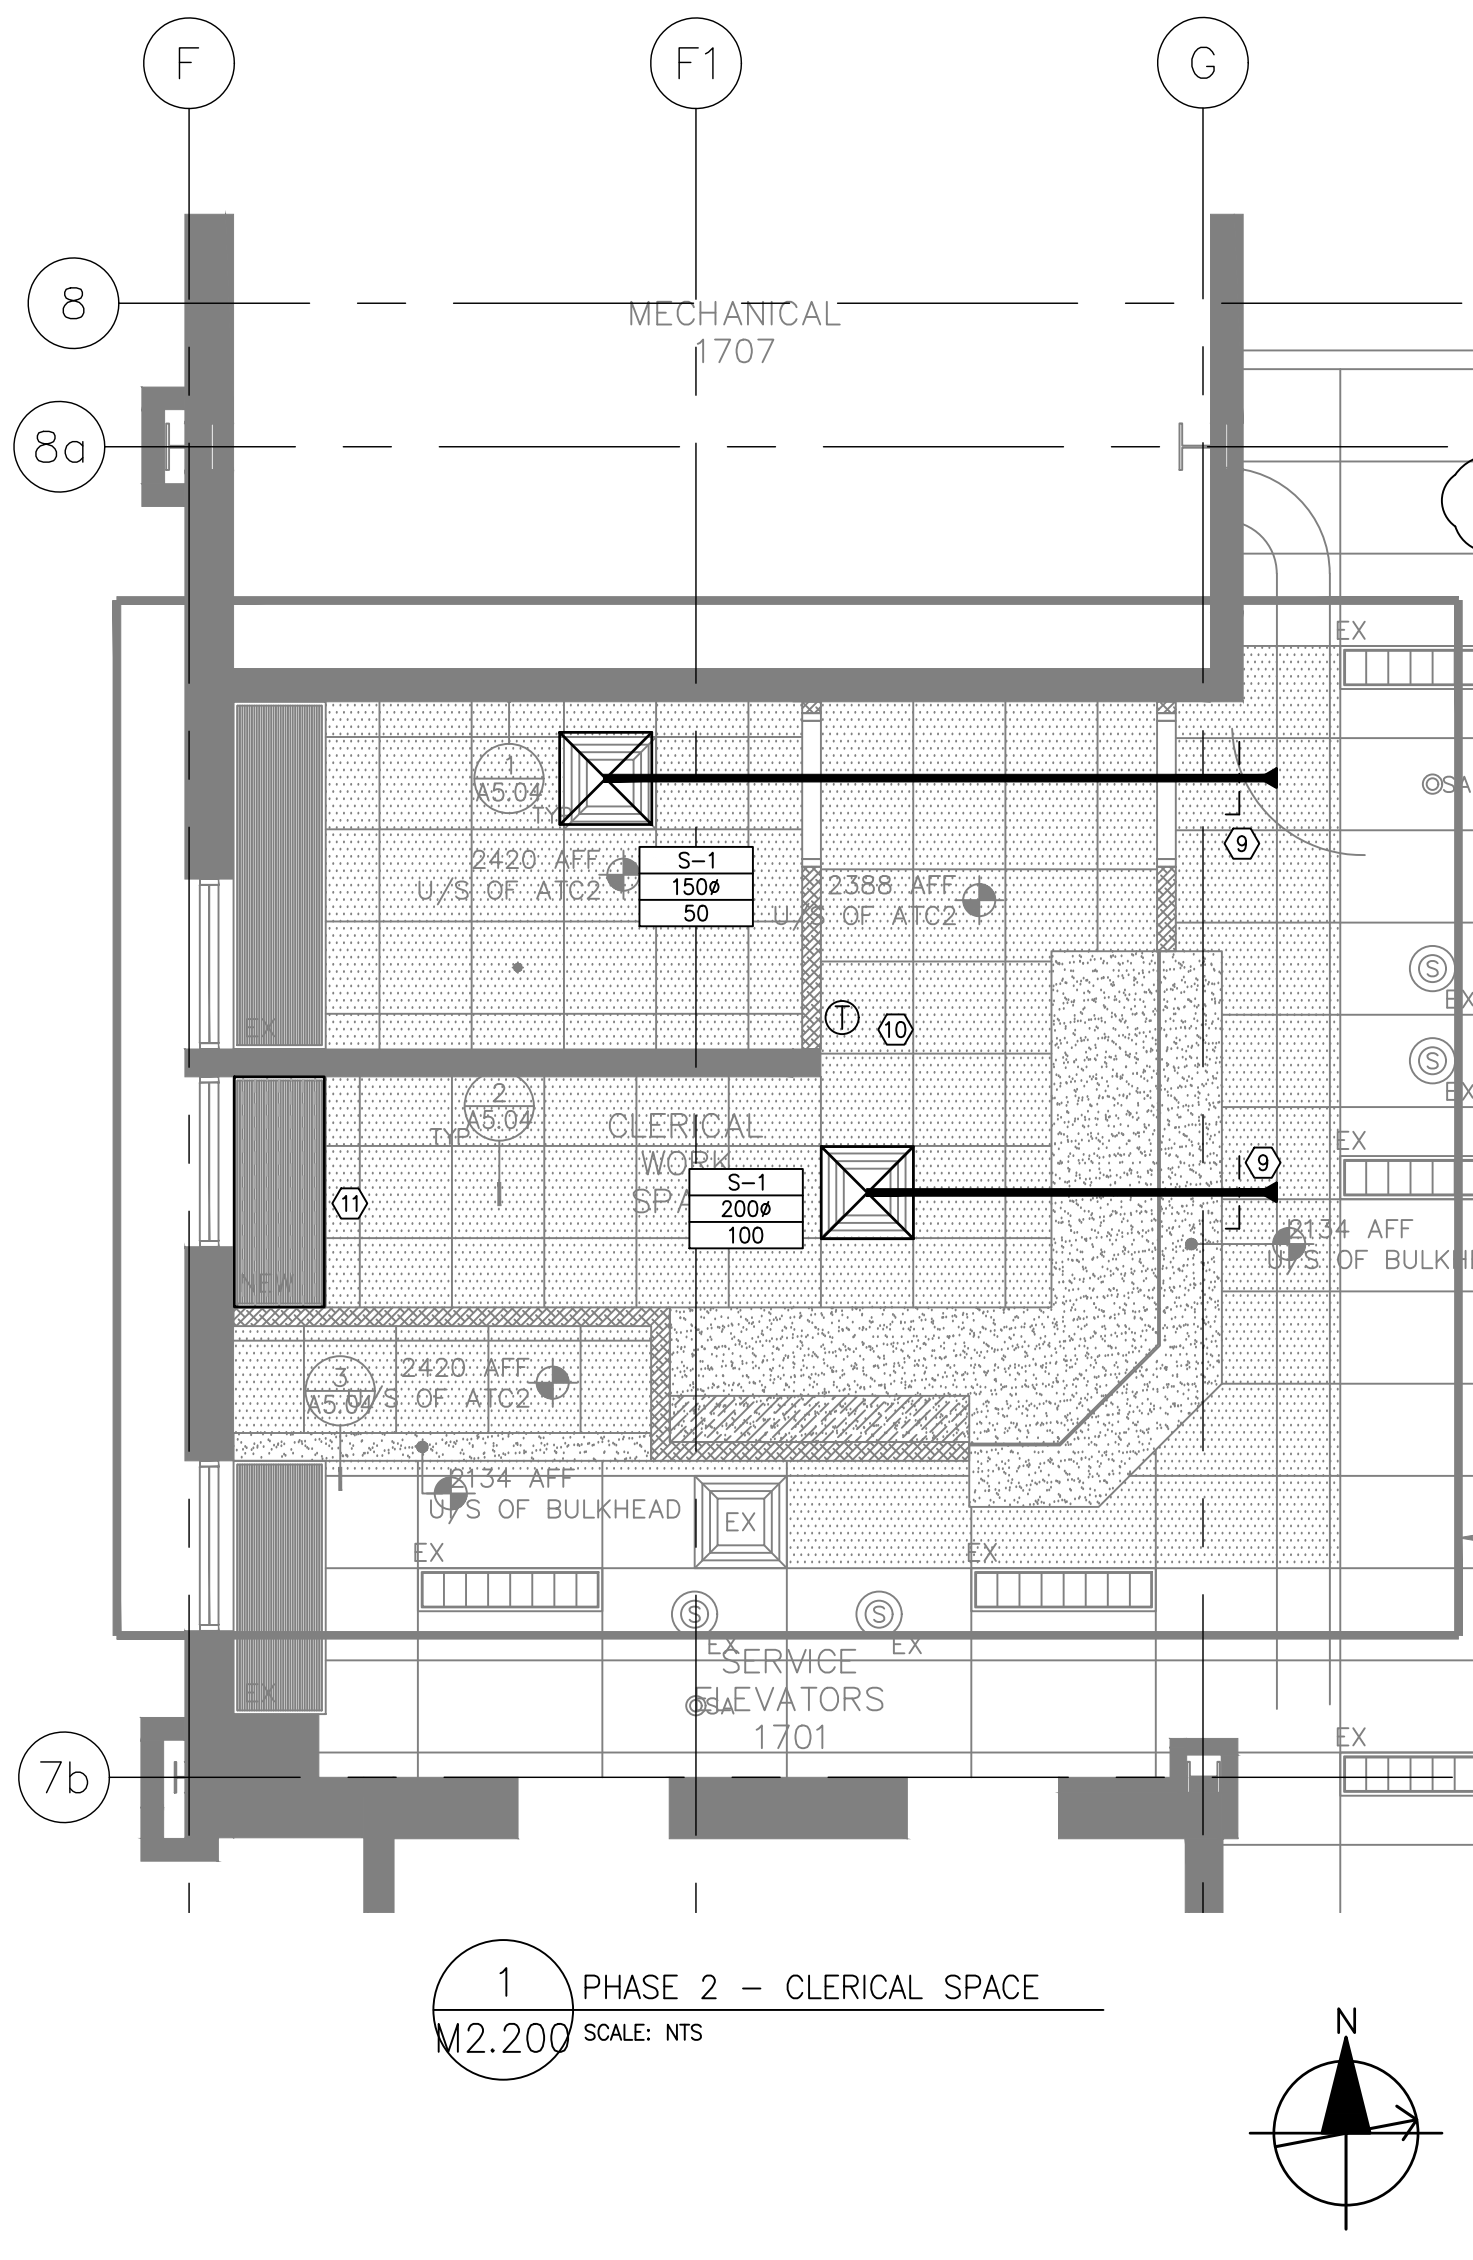 F
F1
G
8
MECHANICAL
1707
8a
EX
1
A5.04
TYP
SA
9
2420 AFF
U/S OF ATC2
S-1
150ø
50
2388 AFF
U/S OF ATC2
S
EX
T
10
EX
S
EX
2
A5.04
TYP
CLERICAL
WORK
EX
9
S-1
200ø
100
11
2134 AFF
NEW
3
A5.04
2420 AFF
U/S OF ATC2
2134 AFF
U/S OF BULKHEAD
EX
EX
EX
S
EX
S
EX
SERVICE
ELEVATORS
1701
SA
EX
EX
7b
1
M2.200
PHASE 2 - CLERICAL SPACE
SCALE: NTS
N